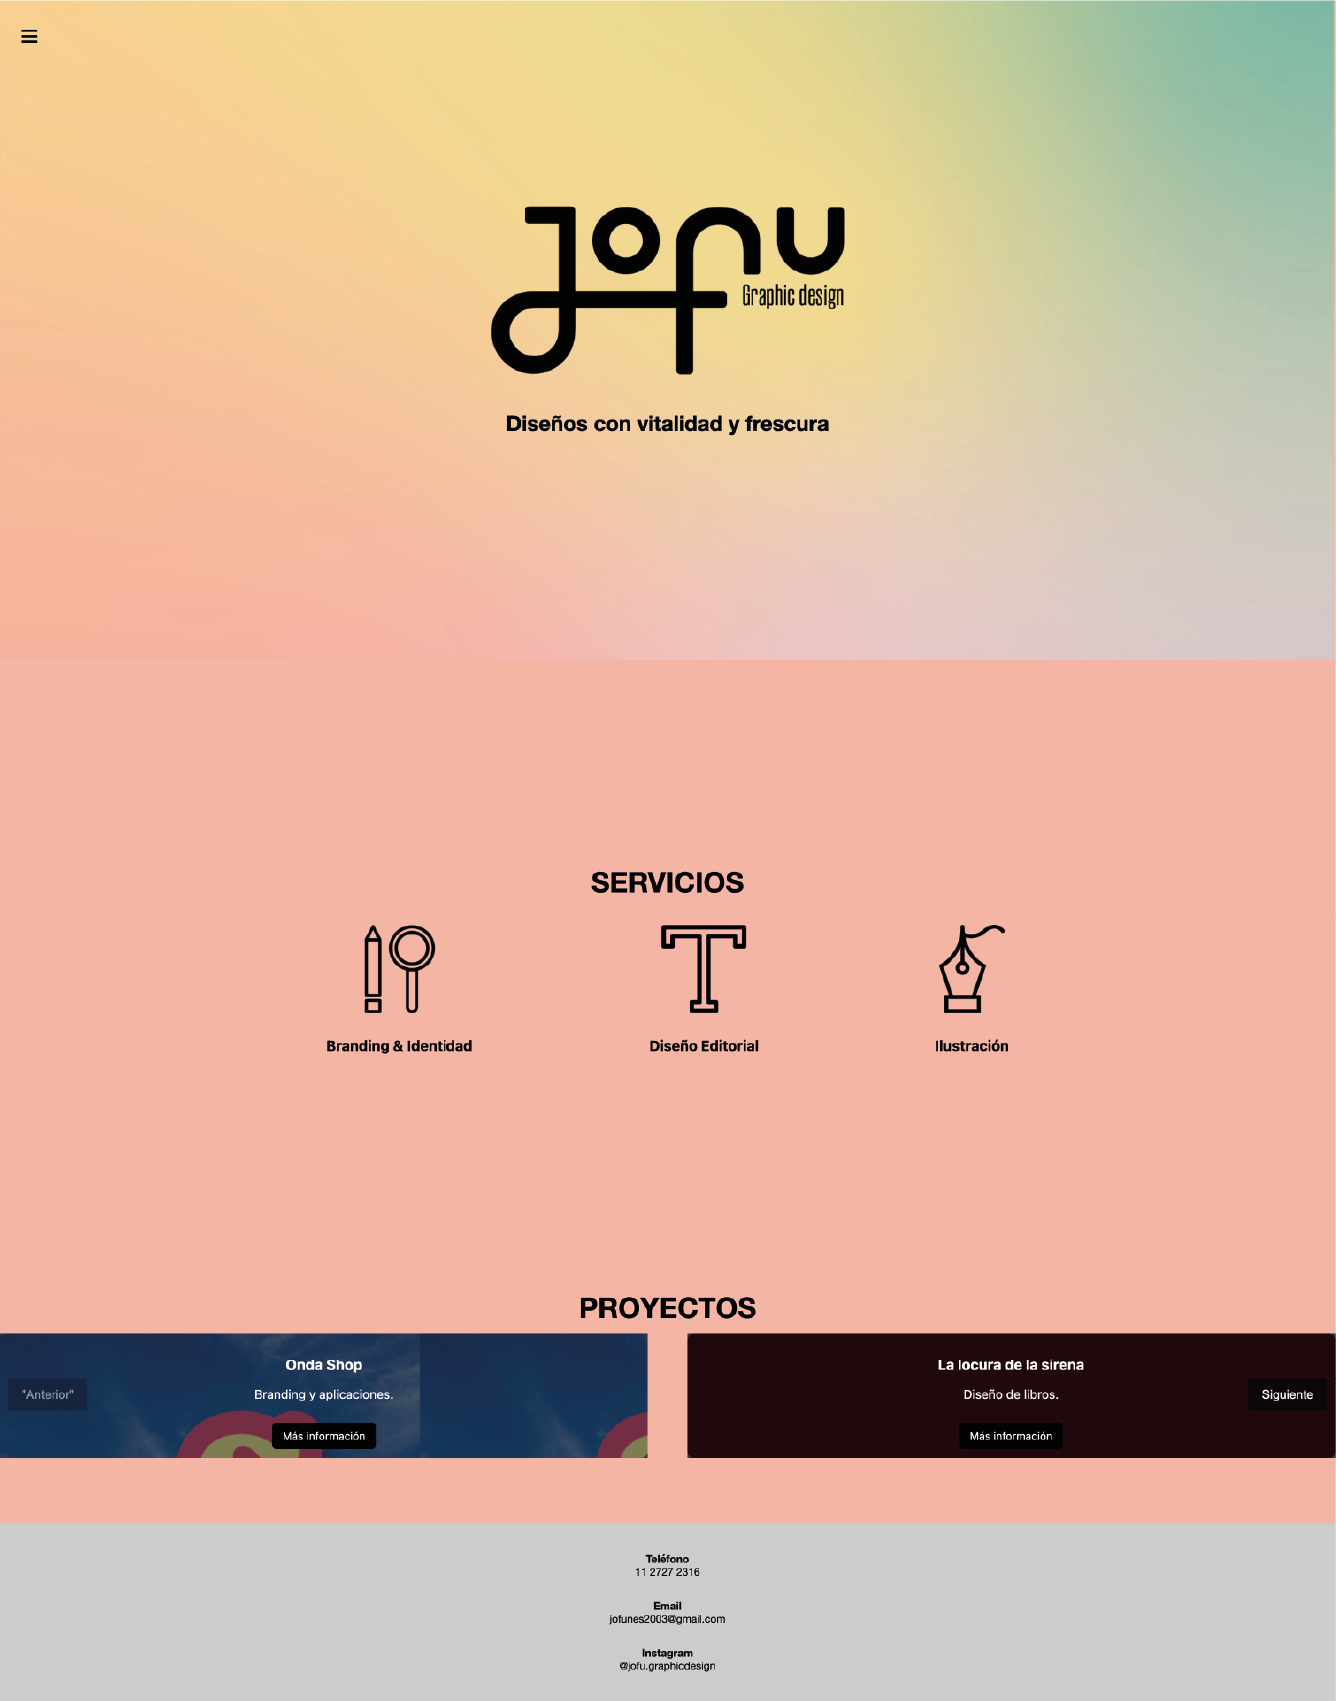 Jofnu
Graphic design
Diseños con vitalidad y frescura
SERVICIOS
Branding & Identidad
Diseño Editorial
Ilustración
PROYECTOS
Onda Shop
"Anterior"
Branding y aplicaciones.
Más información
La locura de la sirena
Diseño de libros.
Siguiente
Más información
Teléfono
11 2727 2316
Email
jofunes2003@gmail.com
Instagram
@jofu.graphicdesign